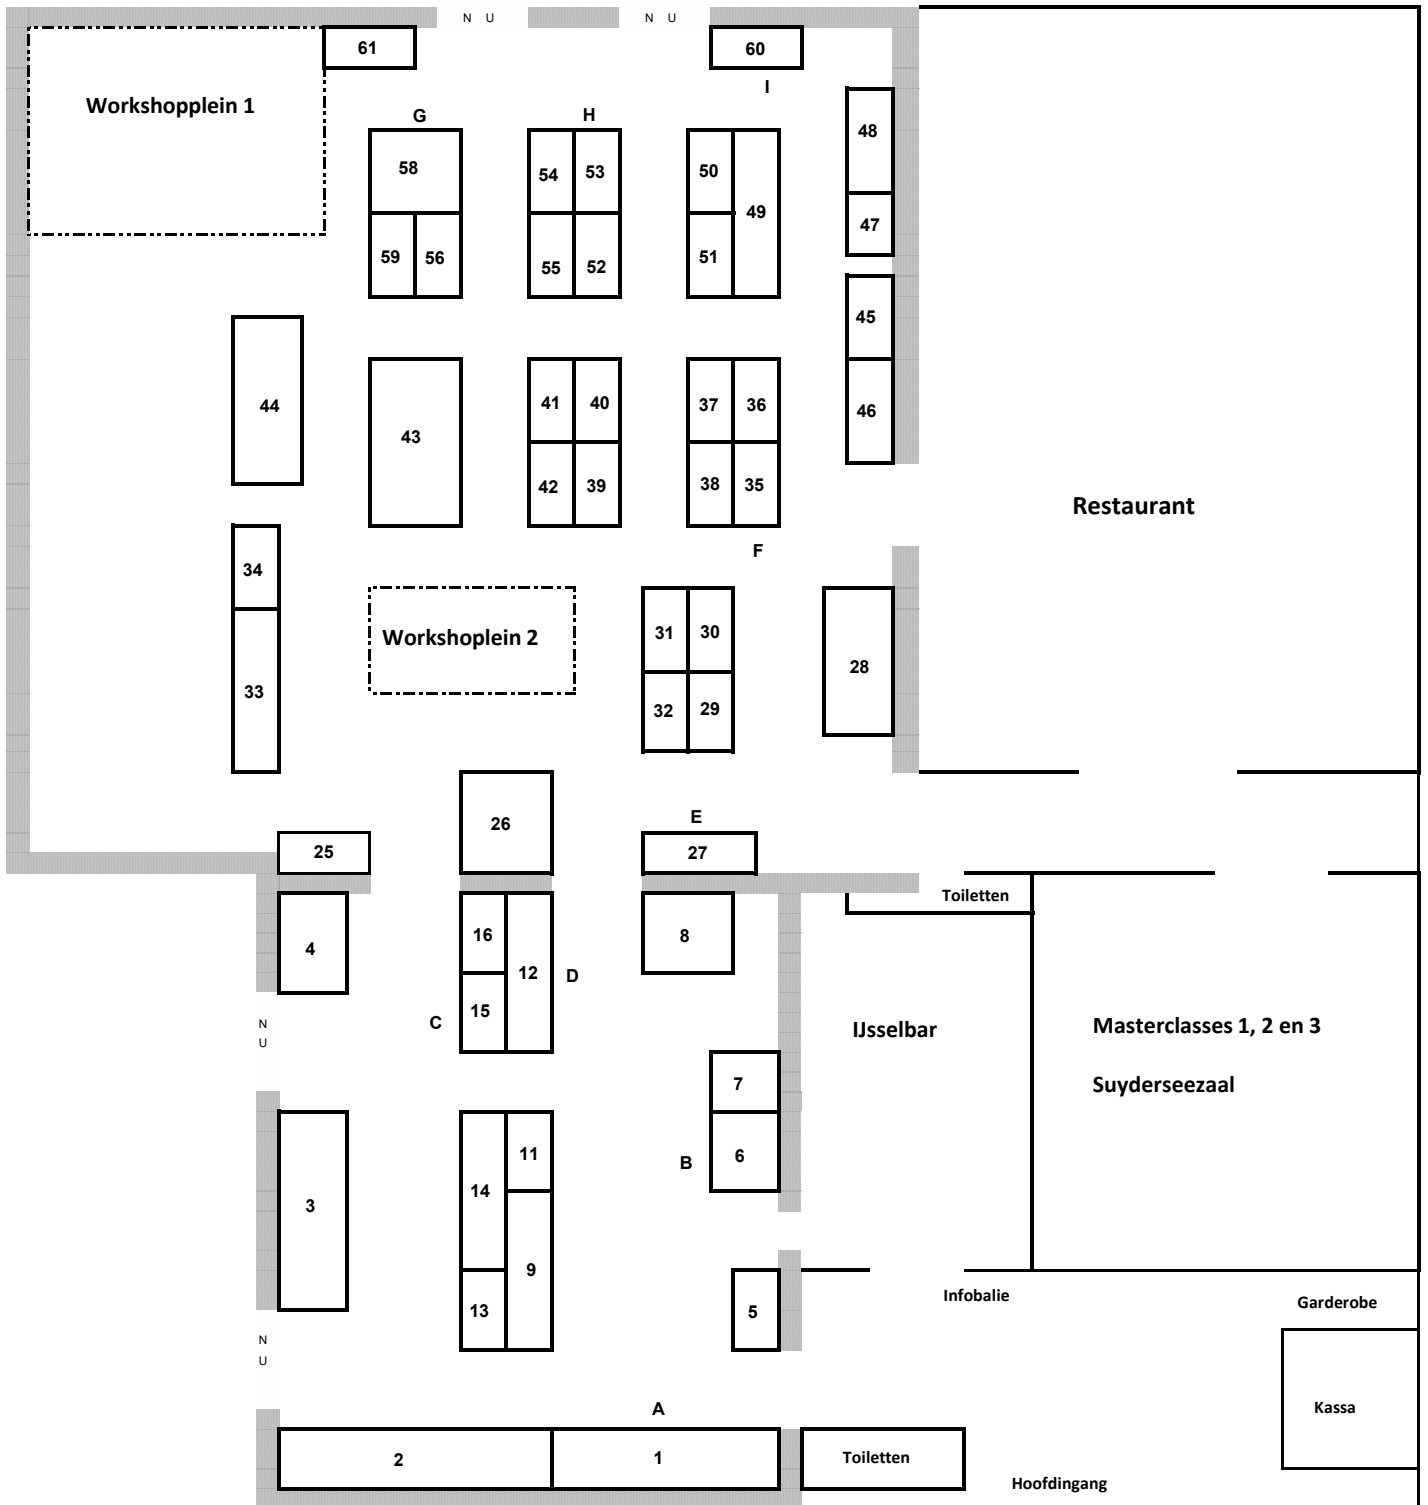 N U
N U
61
60
Workshopplein 1
I
G
H
48
58
54
53
50
49
47
59
56
55
52
51
45
44
43
41
40
37
36
46
42
39
38
35
Restaurant
F
34
Workshoplein 2
31
30
28
33
32
29
26
E
25
27
Toiletten
4
16
12
D
8
C
15
IJsselbar
Masterclasses 1, 2 en 3
Suyderseezaal
N
U
7
11
B
6
14
3
9
13
5
Infobalie
Garderobe
N
U
A
Kassa
2
1
Toiletten
Hoofdingang